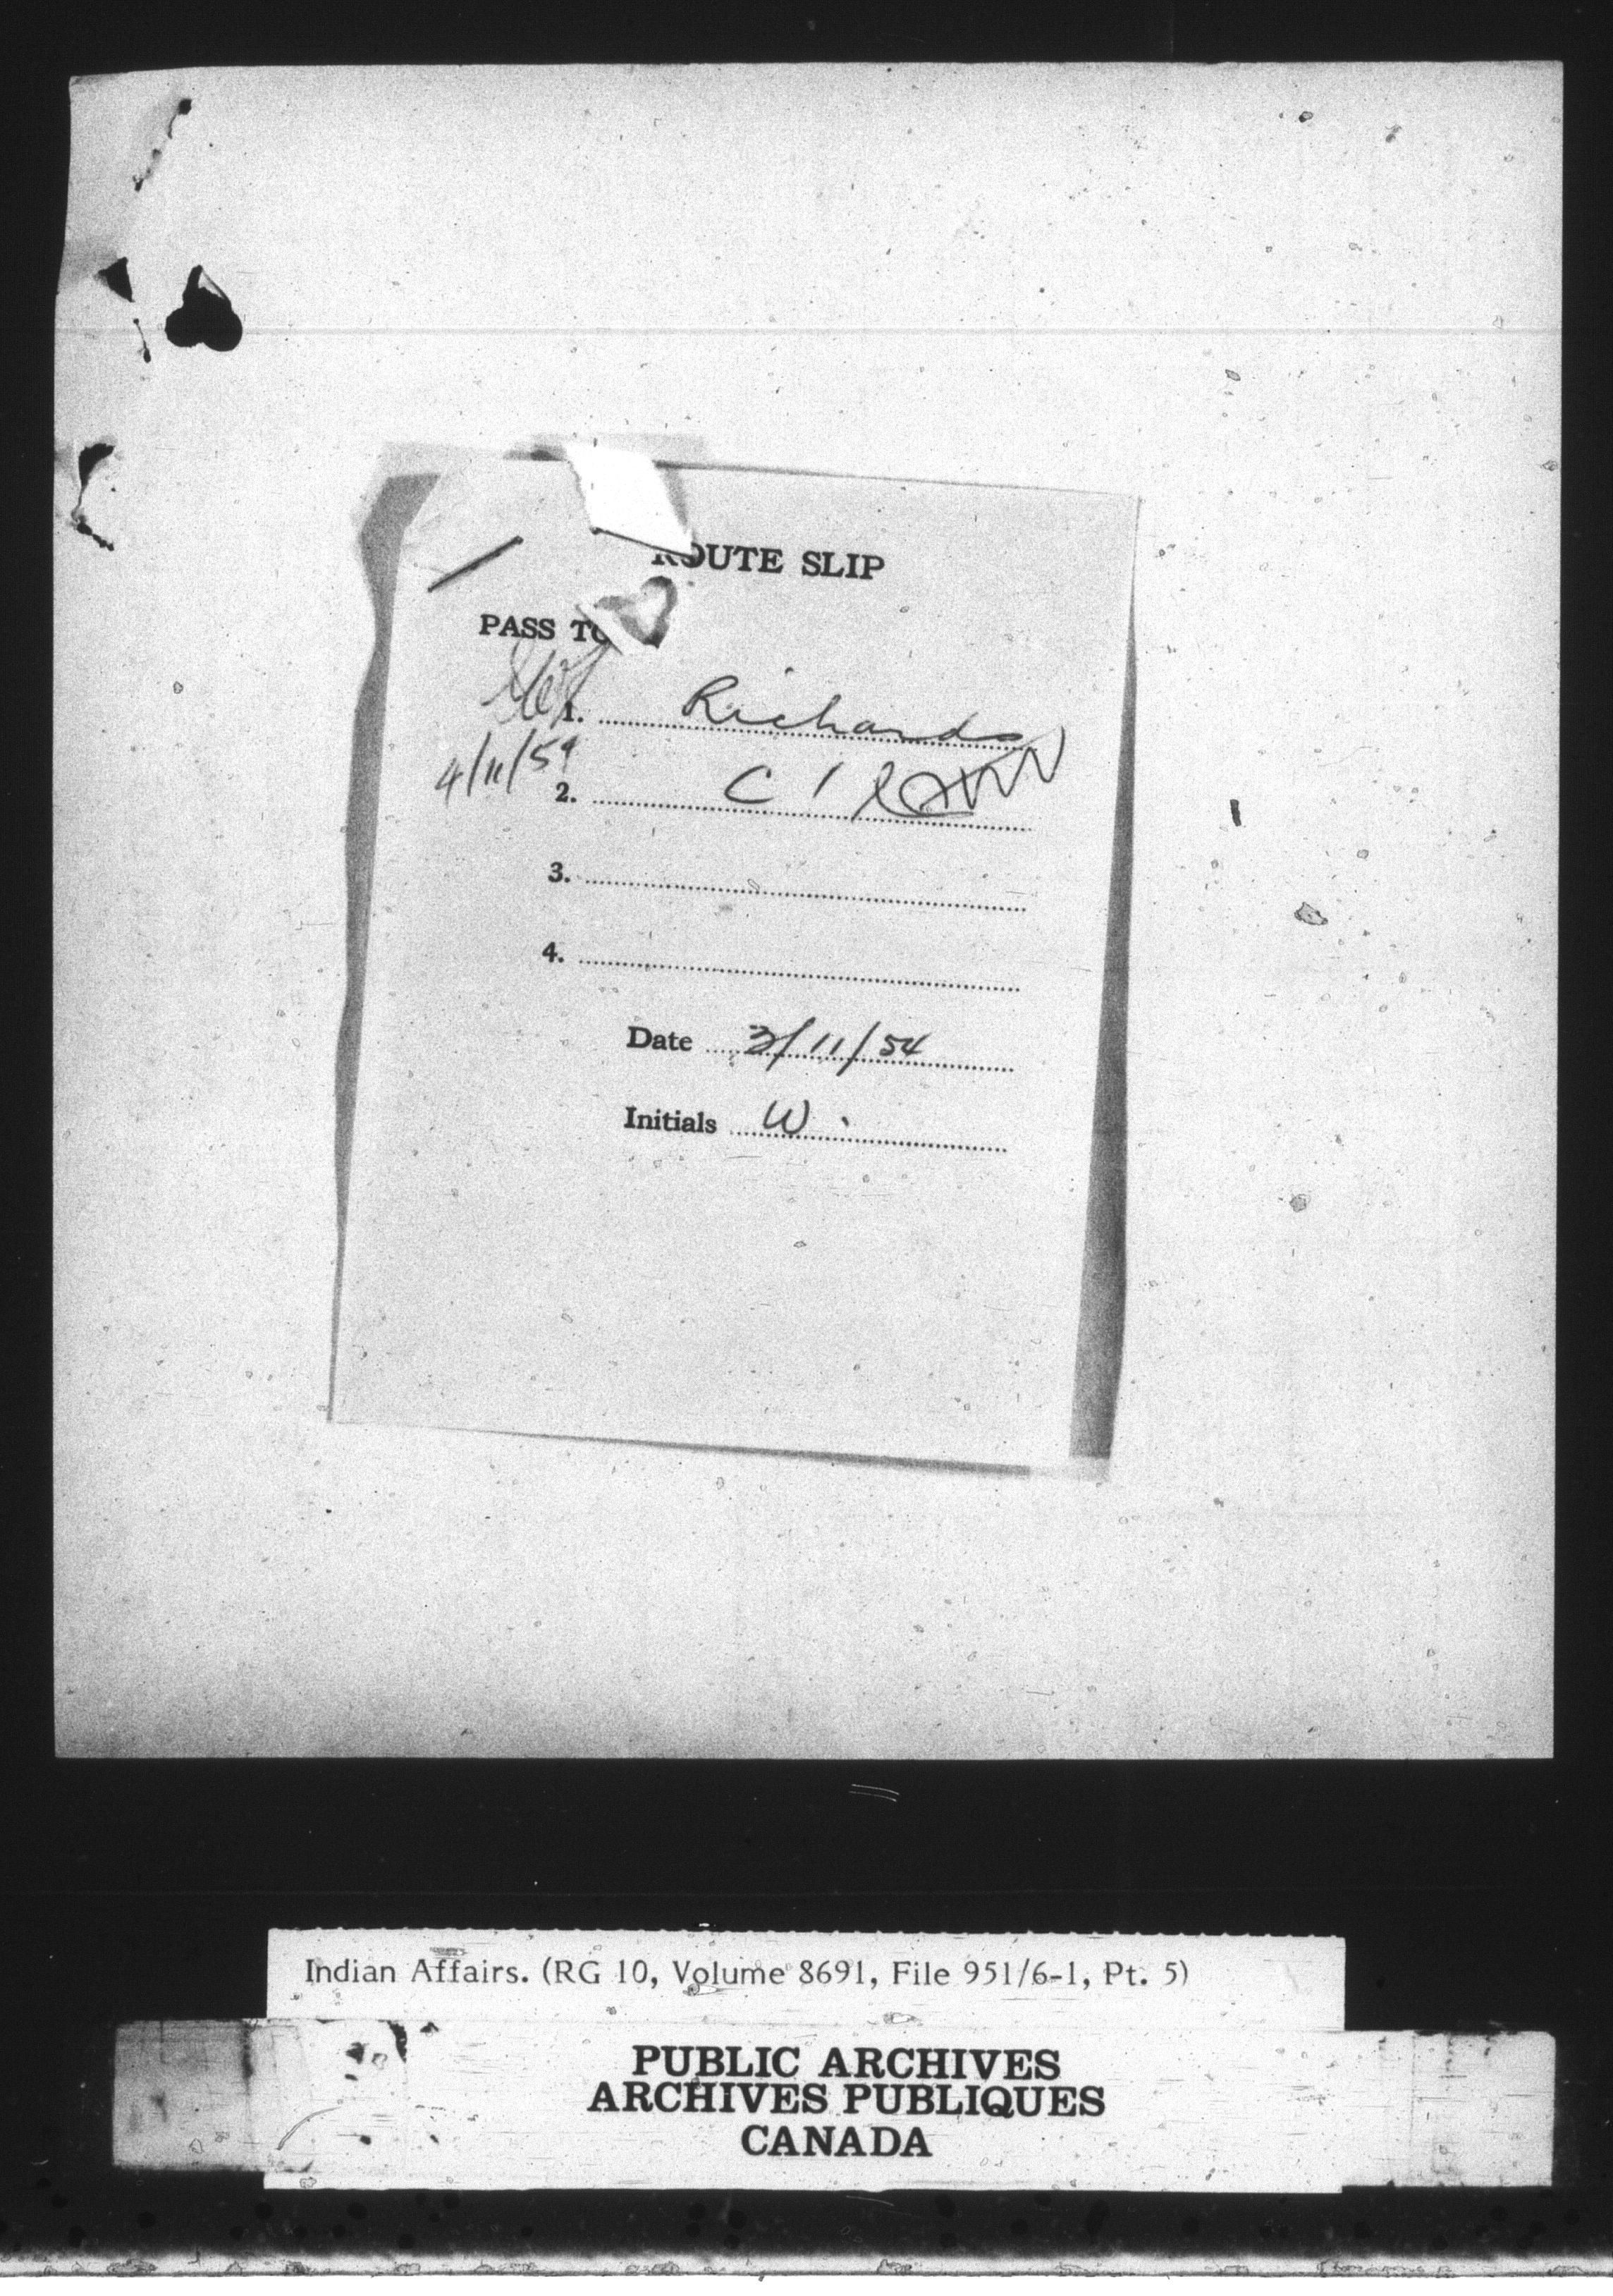 ROUTE SLIP
PASS TO
1. Richards
4/11/54
2. C
3.
4.
Date 3/11/54
Initials W.
Indian Affairs. (RG 10, Volume 8691, File 951/6-1, Pt. 5)
PUBLIC ARCHIVES
ARCHIVES PUBLIQUES
CANADA